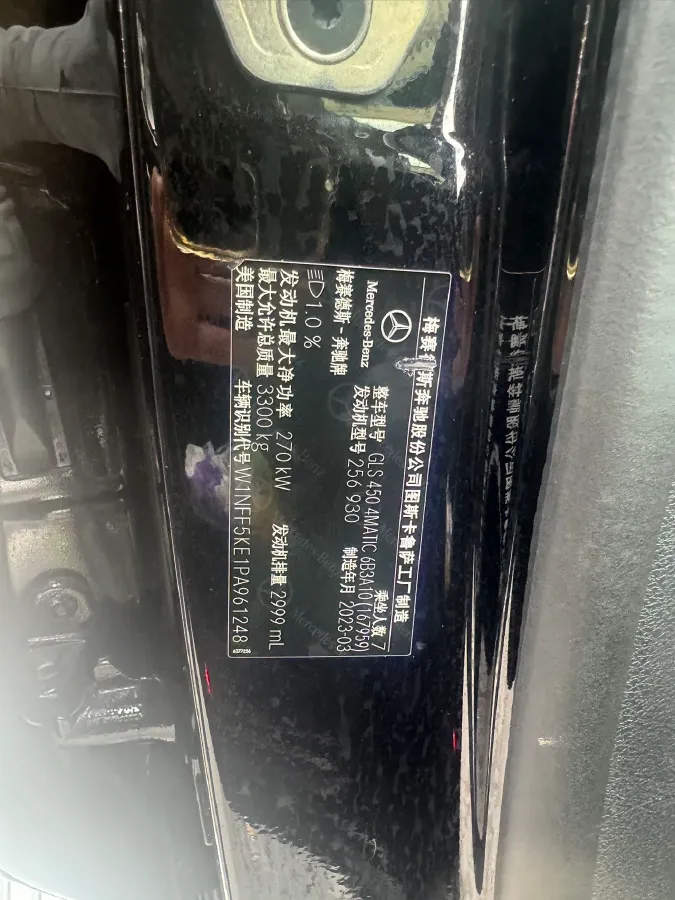 梅赛德斯奔驰股份公司图斯卡鲁萨工厂制造
乘坐人数 7
Mercedes-Benz
整车型号 GLS 450 4MATIC 6B3A10 (167959)
梅赛德斯-奔驰牌
发动机型号 256 930
制造年月 2023-03
1.0 %
发动机最大净功率 270 kW
发动机排量 2999 mL
最大允许总质量 3300 kg
美国制造
车辆识别代号 W1NFF5KE1PA961248